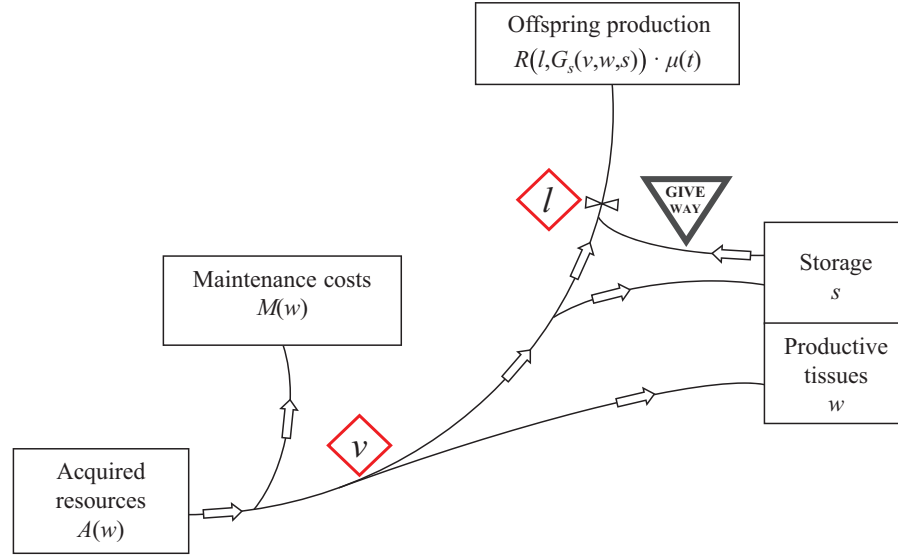 Offspring production
R(l,Gₛ(v,w,s)) · μ(t)
l
GIVE
WAY
Storage
s
Maintenance costs
M(w)
Productive
tissues
w
v
Acquired
resources
A(w)